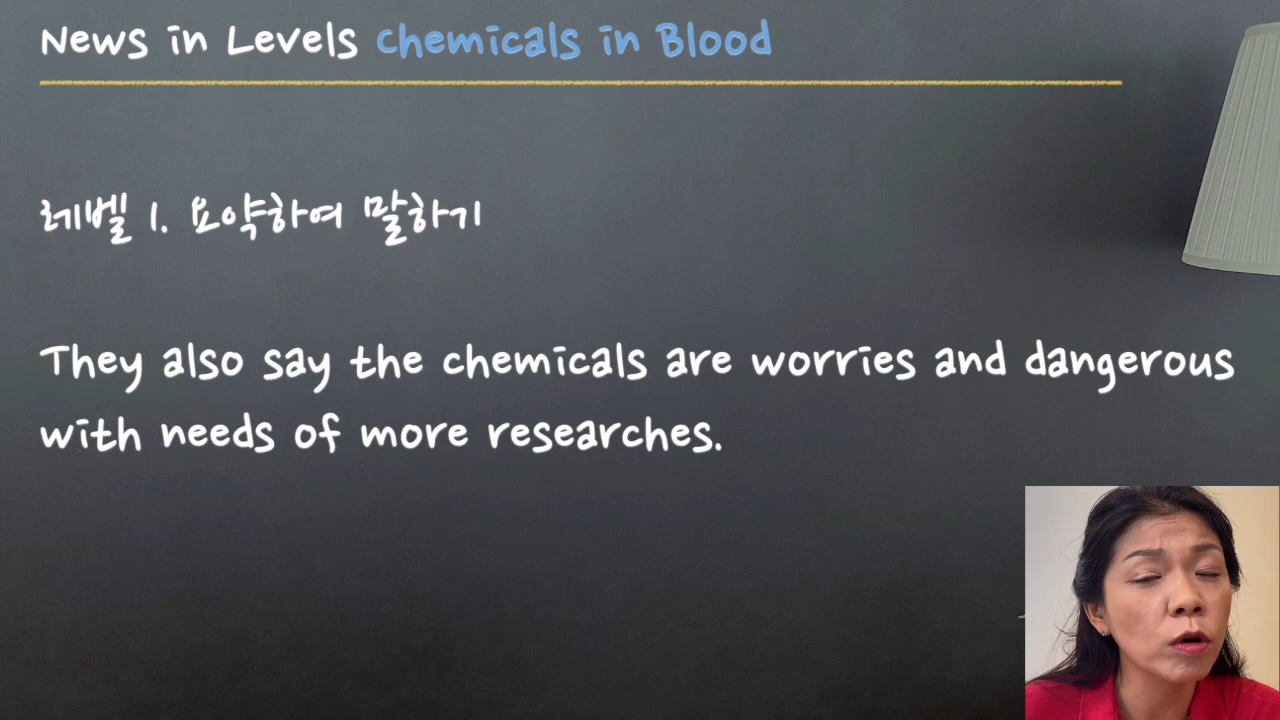 News in Levels Chemicals in Blood
레벨 1. 요약하여 말하기
They also say the chemicals are worries and dangerous
with needs of more researches.